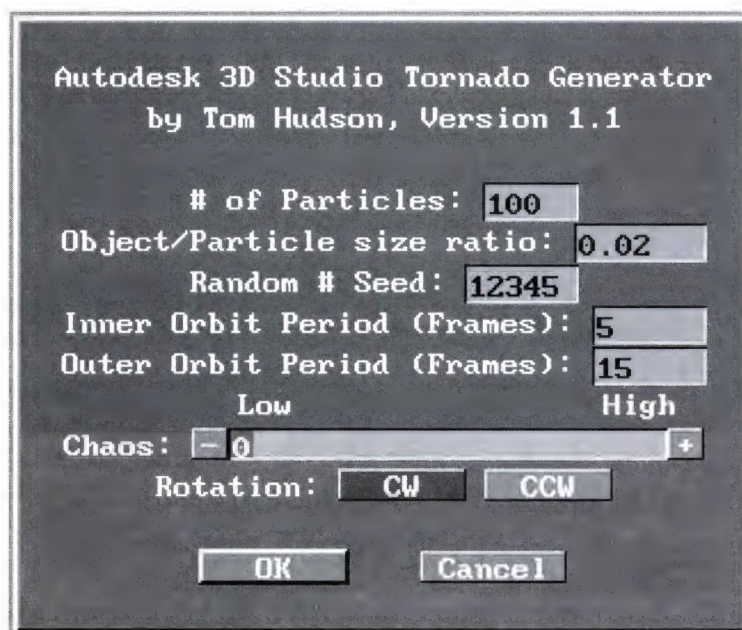 Autodesk 3D Studio Tornado Generator
by Tom Hudson, Version 1.1
# of Particles: 100
Object/Particle size ratio: 0.02
Random # Seed: 12345
Inner Orbit Period (Frames): 5
Outer Orbit Period (Frames): 15
Low High
Chaos: - 0 +
Rotation: CW CCW
OK Cancel